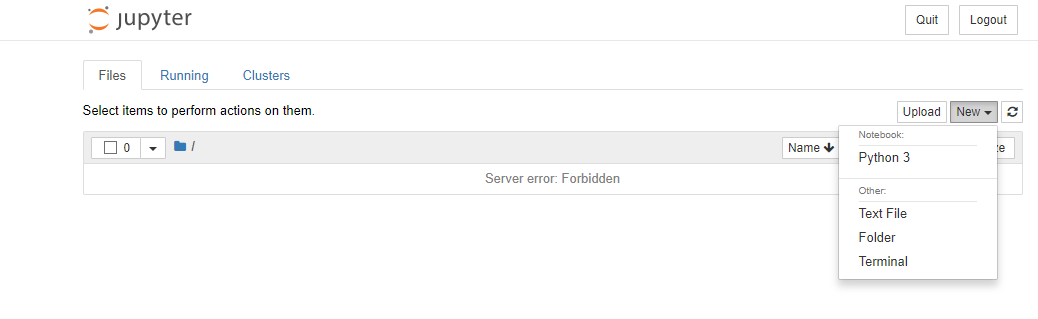 jupyter
Quit Logout
Files Running Clusters
Select items to perform actions on them.
Upload New
Notebook:
0 / Name
Python 3
Server error: Forbidden
Other:
Text File
Folder
Terminal